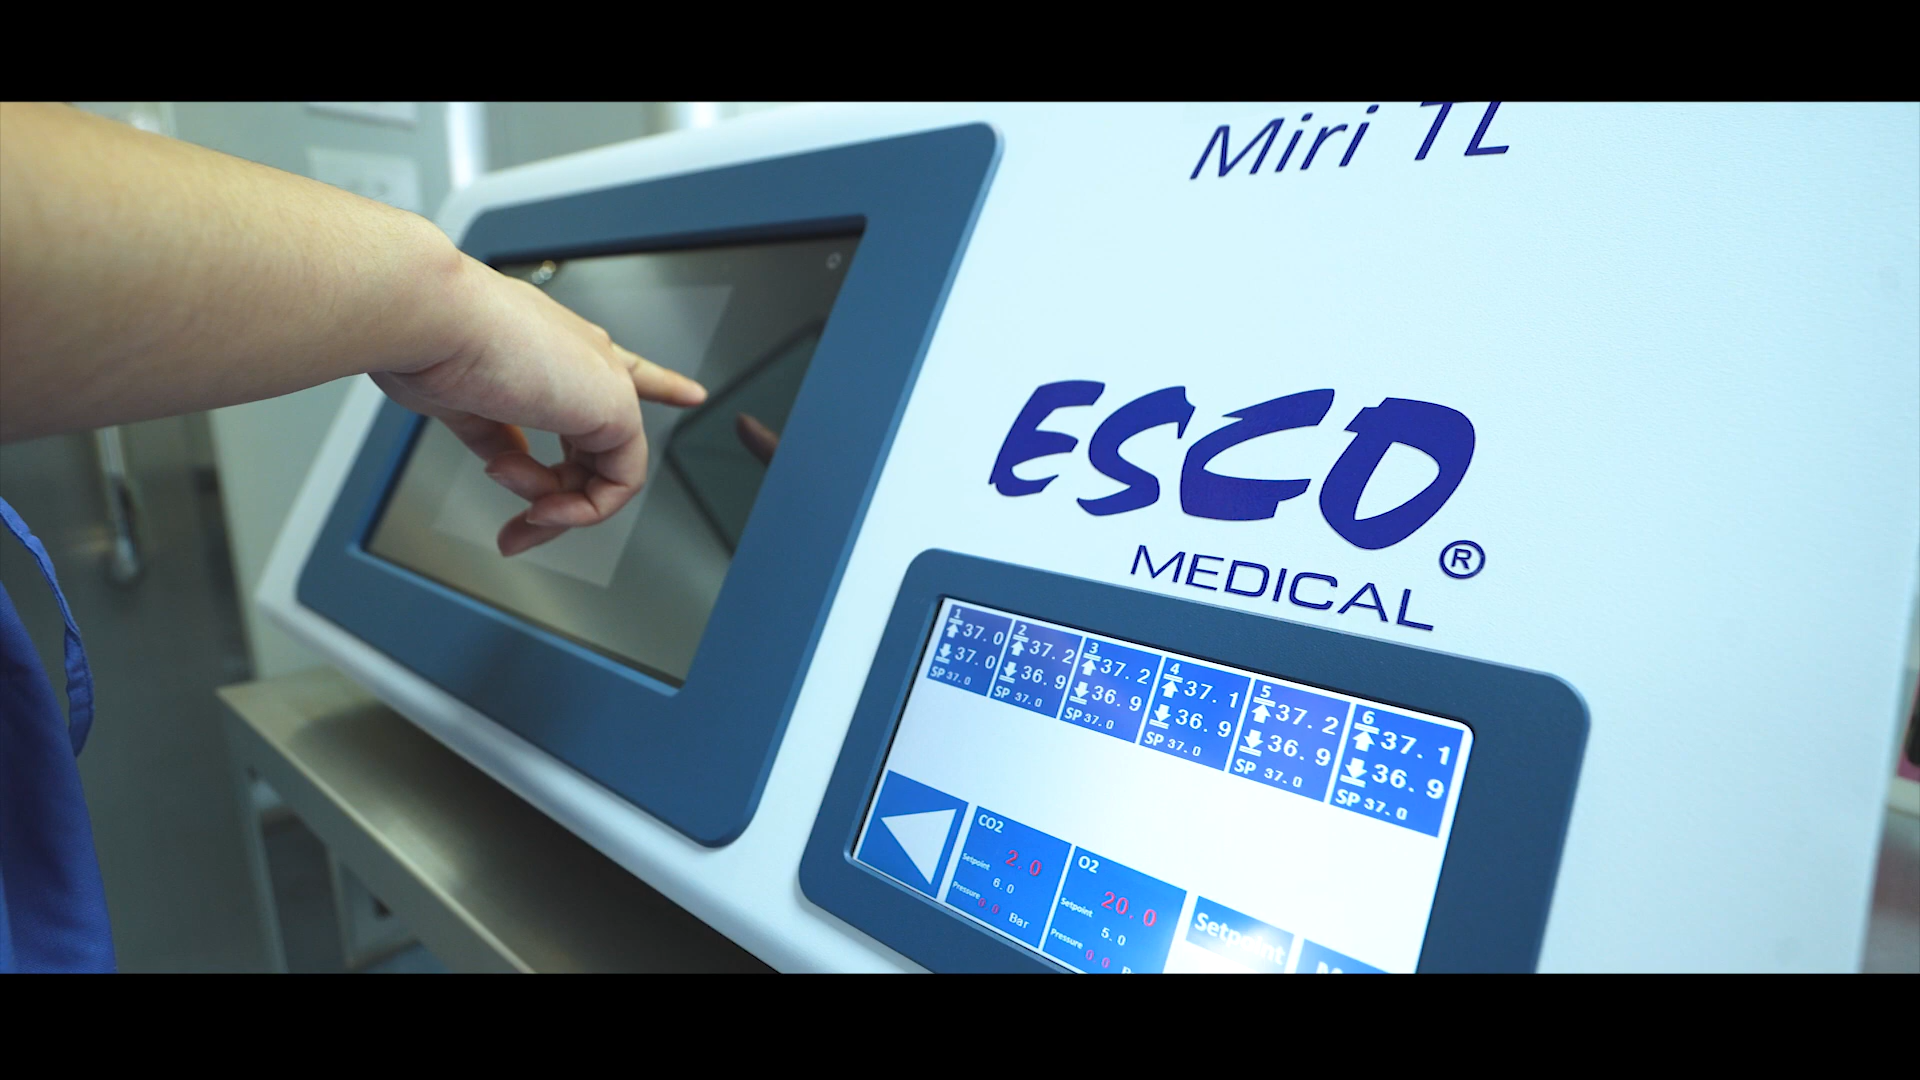 Miri TL
ESCO
®
MEDICAL
1
37.0
37.0
SP 37.0
2
37.2
36.9
SP 37.0
3
37.2
36.9
SP 37.0
4
37.1
36.9
SP 37.0
5
37.2
36.9
SP 37.0
6
37.1
36.9
SP 37.0
CO2
2.0
Setpoint
6.0
Pressure
0.0 Bar
O2
20.0
Setpoint
5.0
Pressure
0.0
Setpoint